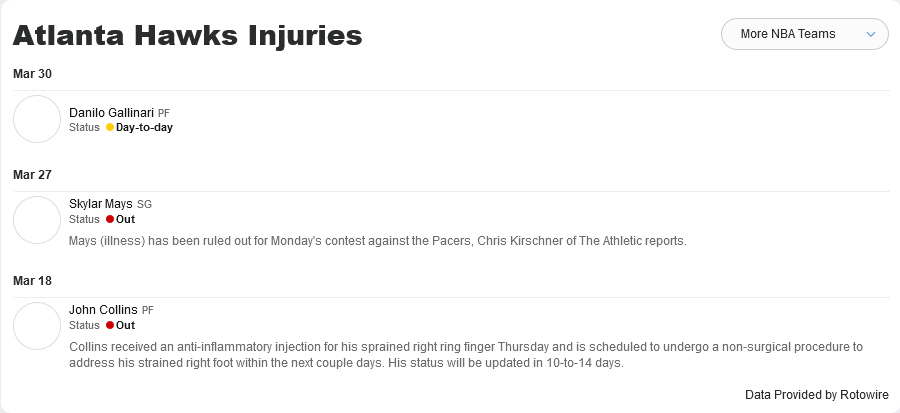 Atlanta Hawks Injuries
More NBA Teams
Mar 30
Danilo Gallinari PF
Status Day-to-day
Mar 27
Skylar Mays SG
Status Out
Mays (illness) has been ruled out for Monday's contest against the Pacers, Chris Kirschner of The Athletic reports.
Mar 18
John Collins PF
Status Out
Collins received an anti-inflammatory injection for his sprained right ring finger Thursday and is scheduled to undergo a non-surgical procedure to
address his strained right foot within the next couple days. His status will be updated in 10-to-14 days.
Data Provided by Rotowire